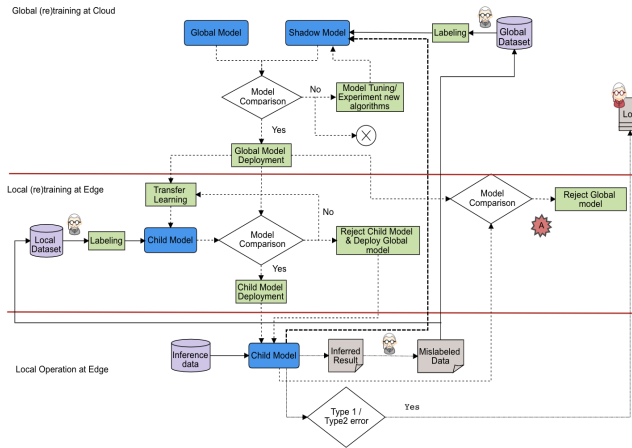 Global (re)training at Cloud
Global Model
Shadow Model
Labeling
Global
Dataset
Model
Comparison
No
Model Tuning/
Experiment new
algorithms
Yes
Global Model
Deployment
Local (re)training at Edge
Transfer
Learning
Model
Comparison
Reject Global
model
A
No
Local
Dataset
Labeling
Child Model
Model
Comparison
Reject Child Model
& Deploy Global
model
Yes
Child Model
Deployment
Local Operation at Edge
Inference
data
Child Model
Inferred
Result
Mislabeled
Data
Type 1 /
Type2 error
Yes